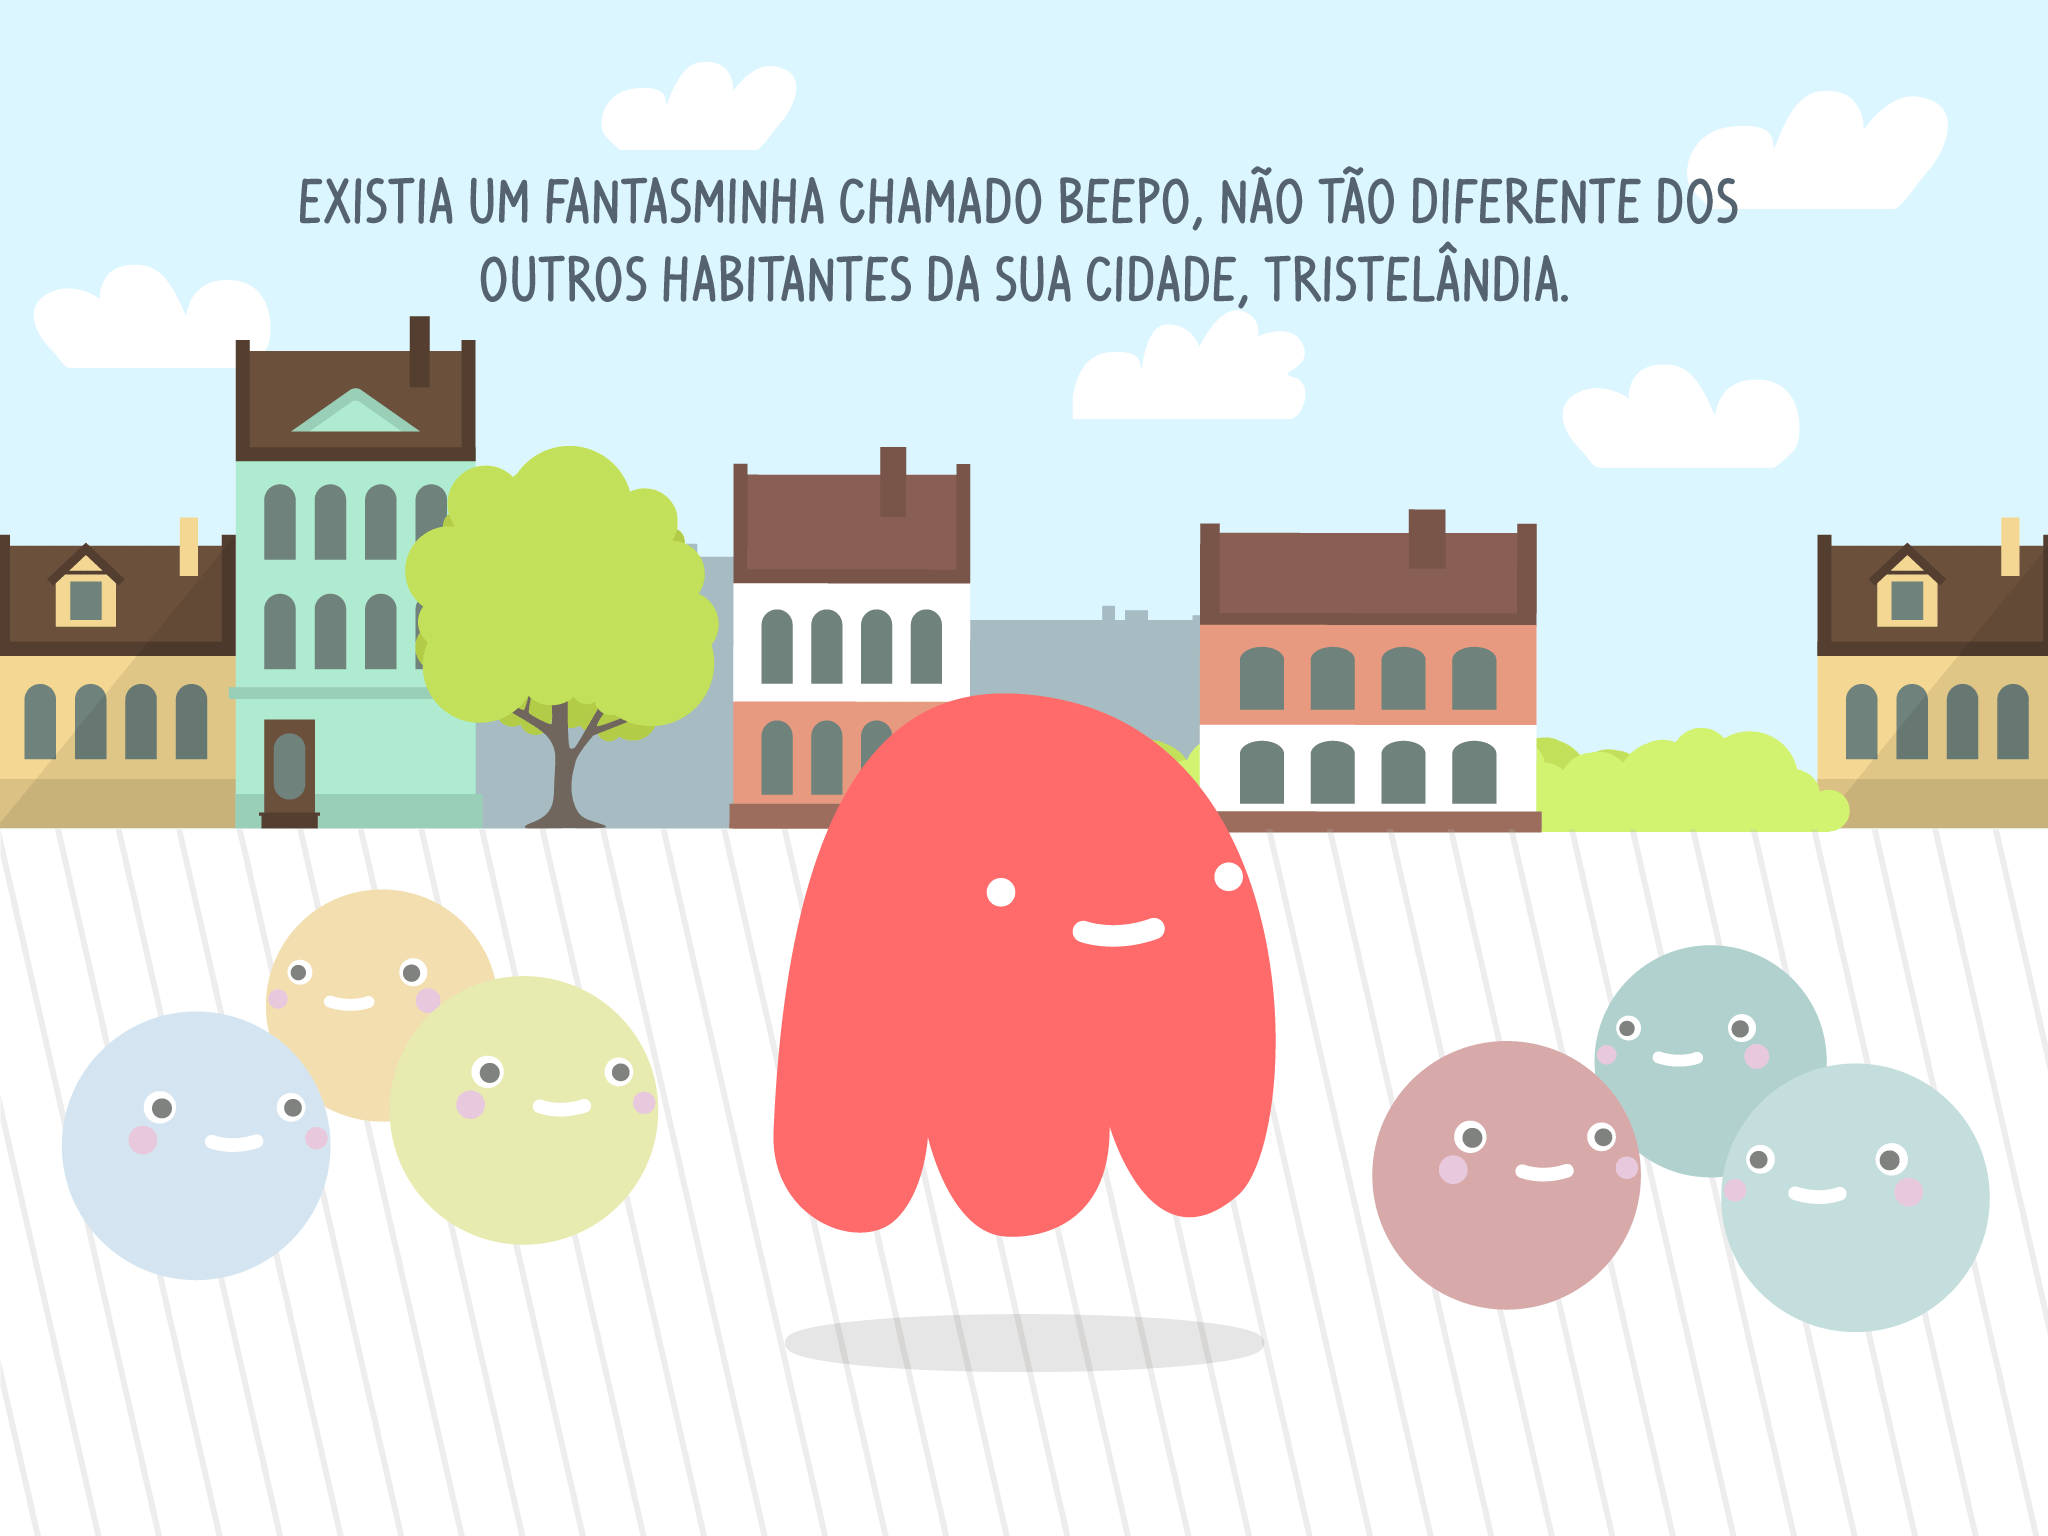 EXISTIA UM FANTASMINHA CHAMADO BEEPO, NÃO TÃO DIFERENTE DOS
OUTROS HABITANTES DA SUA CIDADE, TRISTELÂNDIA.